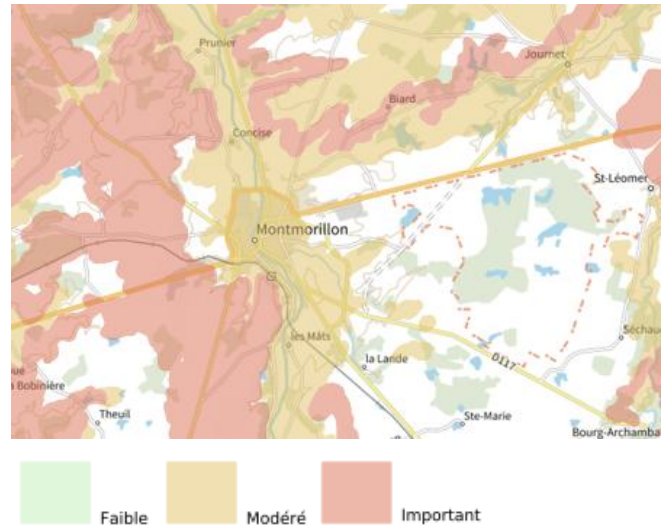 Prunier
Journet
Biard
Concise
St-Léomer
Montmorillon
les Mâts
Séchaud
la Lande
D117
Bobinière
Theuil
Ste-Marie
Bourg-Archamba
Faible Modéré Important